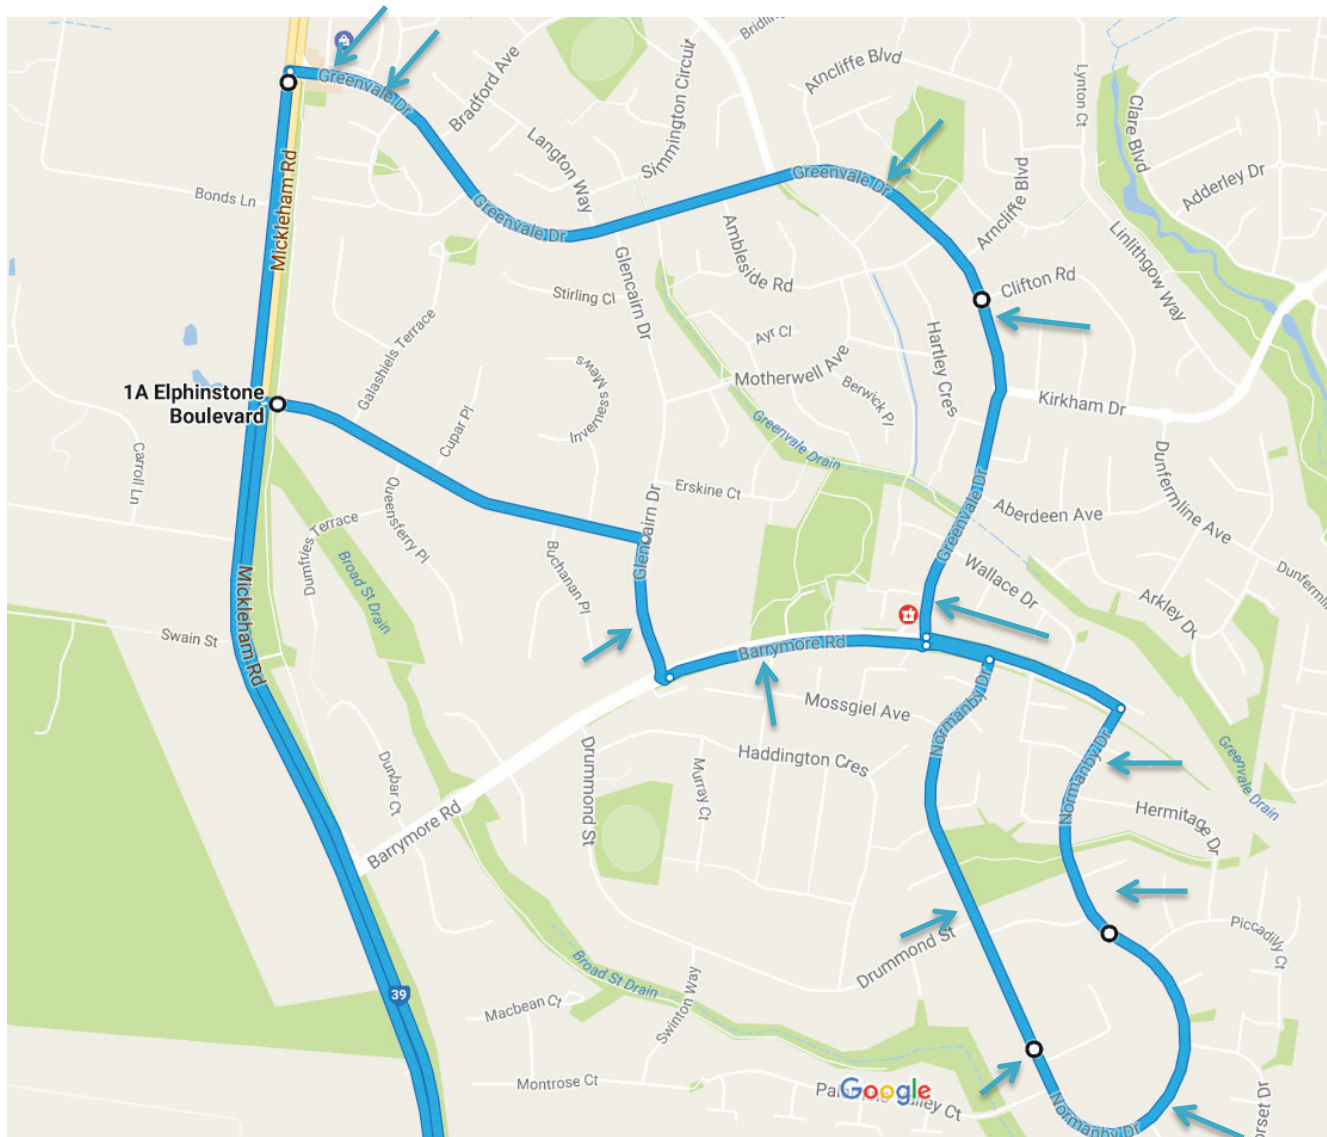 Bridlin
Greenvale Dr
Bradford Ave
Simmington Circuit
Arncliffe Blvd
Lynton Ct
Clare Blvd
Langton Way
Mickleham Rd
Bonds Ln
Greenvale Dr
Greenvale Dr
Adderley Dr
Arncliffe Blvd
Ambleside Rd
Linlithgow Way
Glencairn Dr
Clifton Rd
Stirling Cl
Galashiels Terrace
Ayr Cl
Hartley Cres
Inverness Mews
Motherwell Ave
Berwick Pl
1A Elphinstone
Boulevard
Kirkham Dr
Cupar Pl
Greenvale Drain
Carroll Ln
Dunfermline Ave
Queensferry Pl
Erskine Ct
Greenvale Dr
Aberdeen Ave
Dumfries Terrace
Glencairn Dr
Broad St Drain
Buchanan Pl
Wallace Dr
Dunfermlin
Arkley Dr
Mickleham Rd
Swain St
Barrymore Rd
Normanby Dr
Mossgiel Ave
Drummond St
Haddington Cres
Murray Ct
Dunbar Ct
Normanby Dr
Greenvale Drain
Hermitage Dr
Barrymore Rd
Piccadilly Ct
Drummond St
Broad St Drain
39
Swinton Way
Macbean Ct
Montrose Ct
Google
lley Ct
Normanby Dr
rset Dr